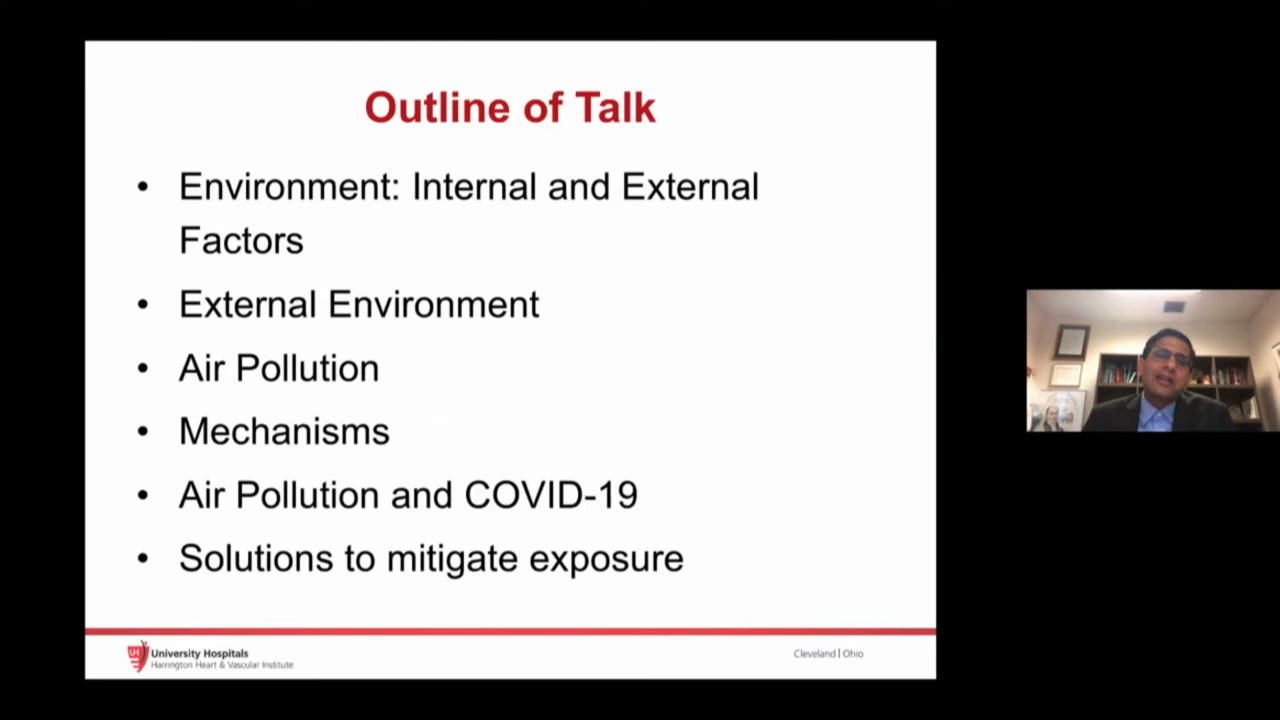 Outline of Talk
• Environment: Internal and External
Factors
• External Environment
• Air Pollution
• Mechanisms
• Air Pollution and COVID-19
• Solutions to mitigate exposure
UH
University Hospitals
Harrington Heart & Vascular Institute
Cleveland | Ohio